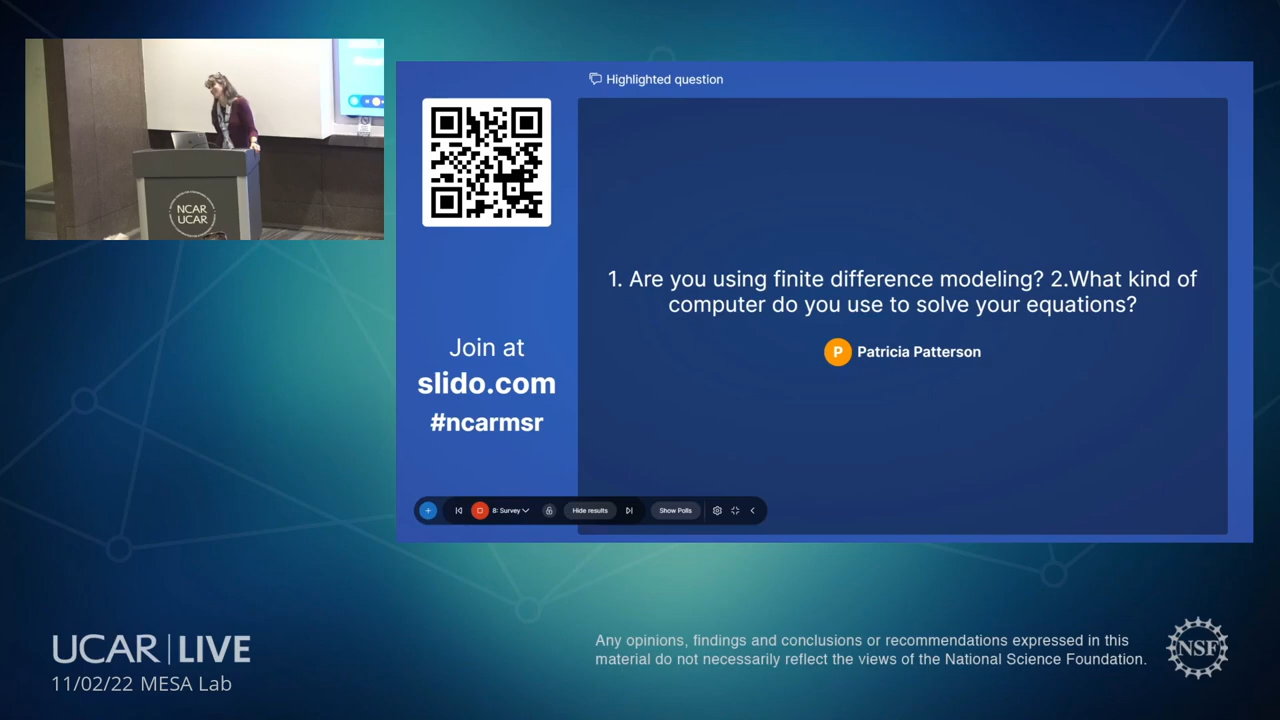 NCAR
UCAR
Highlighted question
Join at
slido.com
#ncarmsr
1. Are you using finite difference modeling? 2.What kind of
computer do you use to solve your equations?
P Patricia Patterson
8: Survey
Hide results
Show Polls
UCAR | LIVE
11/02/22 MESA Lab
Any opinions, findings and conclusions or recommendations expressed in this
material do not necessarily reflect the views of the National Science Foundation.
NSF